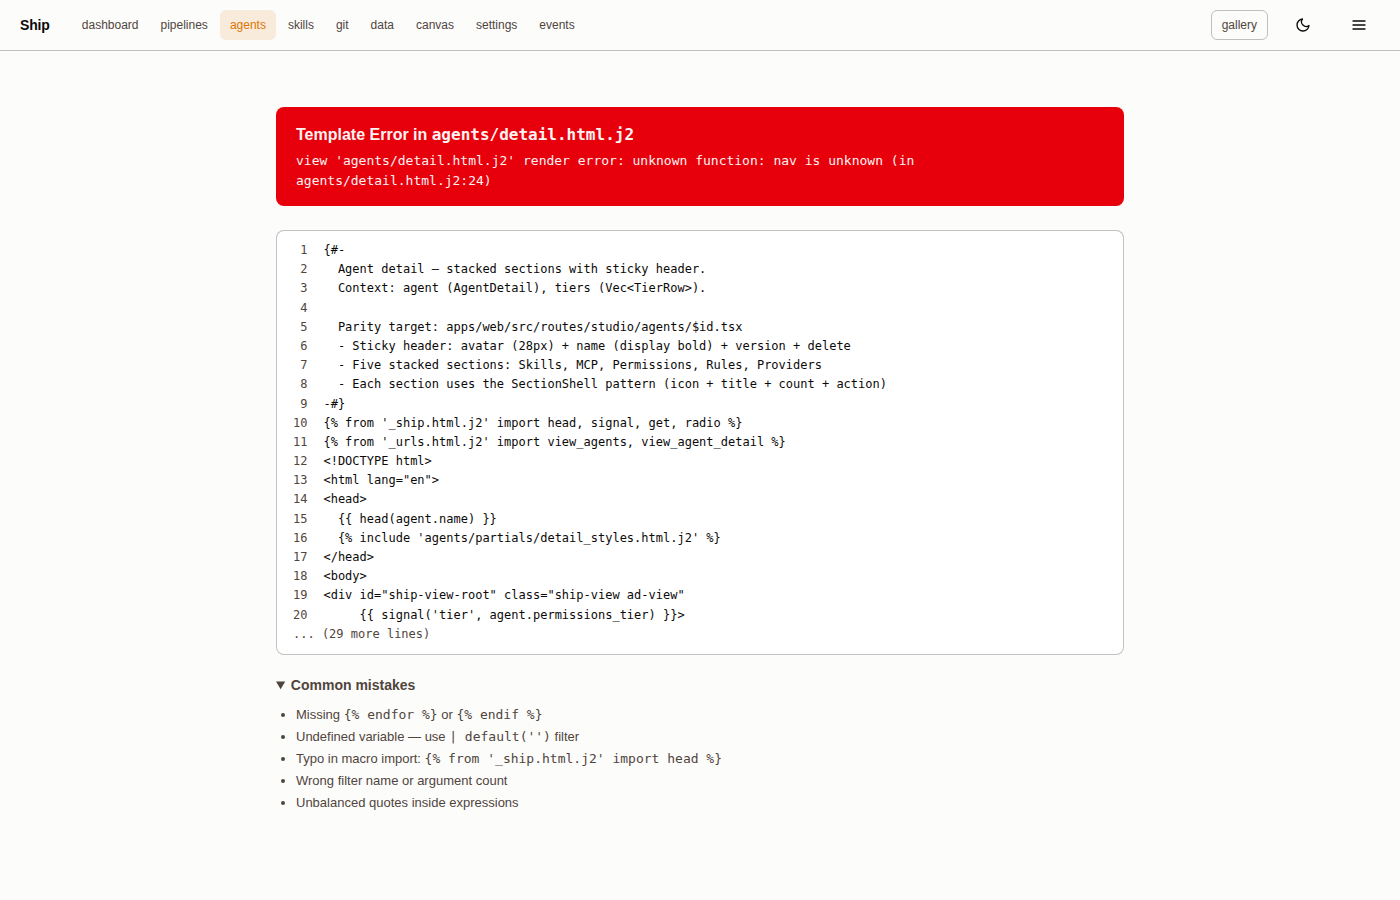 Ship dashboard pipelines agents skills git data canvas settings events gallery
Template Error in agents/detail.html.j2
view 'agents/detail.html.j2' render error: unknown function: nav is unknown (in
agents/detail.html.j2:24)
1 {#-
2   Agent detail — stacked sections with sticky header.
3   Context: agent (AgentDetail), tiers (Vec<TierRow>).
4
5   Parity target: apps/web/src/routes/studio/agents/$id.tsx
6   - Sticky header: avatar (28px) + name (display bold) + version + delete
7   - Five stacked sections: Skills, MCP, Permissions, Rules, Providers
8   - Each section uses the SectionShell pattern (icon + title + count + action)
9 -#}
10 {% from '_ship.html.j2' import head, signal, get, radio %}
11 {% from '_urls.html.j2' import view_agents, view_agent_detail %}
12 <!DOCTYPE html>
13 <html lang="en">
14 <head>
15   {{ head(agent.name) }}
16   {% include 'agents/partials/detail_styles.html.j2' %}
17 </head>
18 <body>
19 <div id="ship-view-root" class="ship-view ad-view"
20      {{ signal('tier', agent.permissions_tier) }}>
... (29 more lines)
▼ Common mistakes
• Missing {% endfor %} or {% endif %}
• Undefined variable — use | default('') filter
• Typo in macro import: {% from '_ship.html.j2' import head %}
• Wrong filter name or argument count
• Unbalanced quotes inside expressions